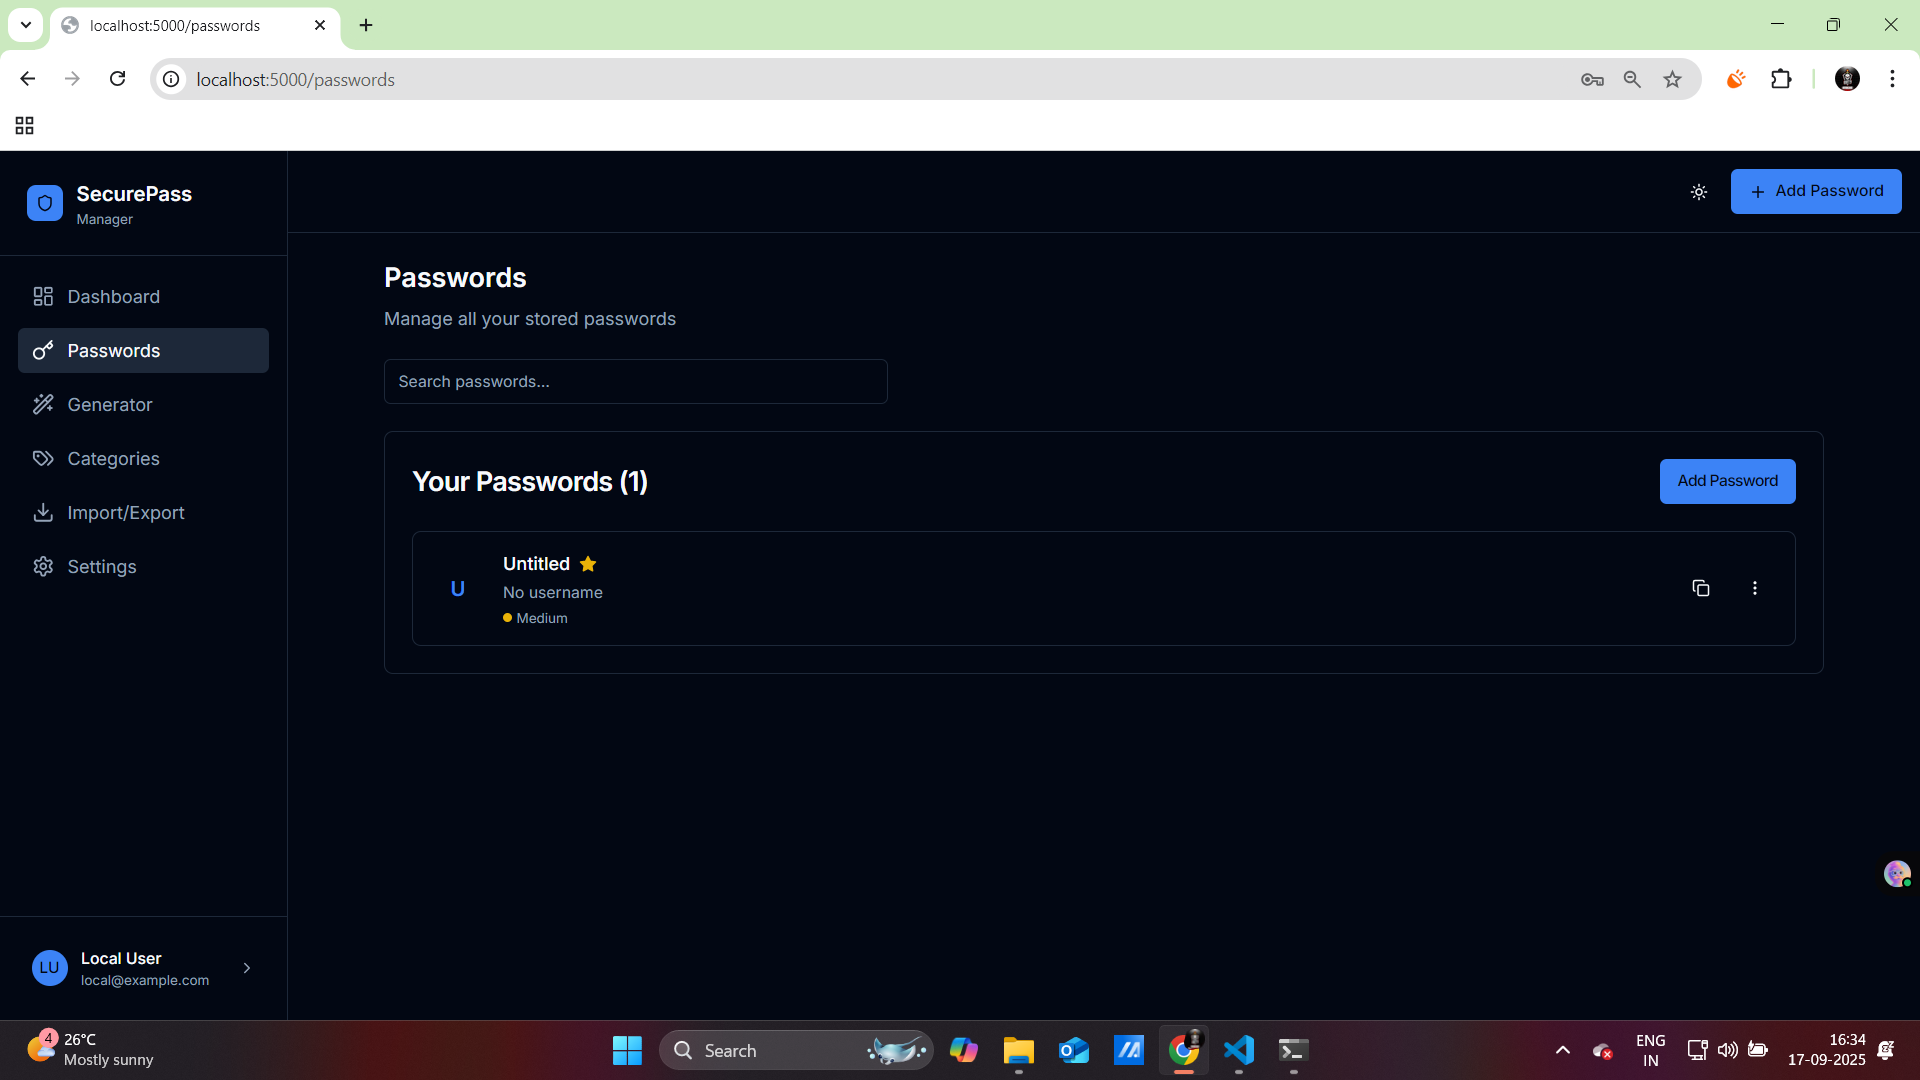 localhost:5000/passwords
localhost:5000/passwords
SecurePass
Manager
Add Password
Dashboard
Passwords
Generator
Categories
Import/Export
Settings
Passwords
Manage all your stored passwords
Search passwords...
Your Passwords (1)
Add Password
U
Untitled
No username
Medium
LU
Local User
local@example.com
4
26°C
Mostly sunny
Search
ENG
IN
16:34
17-09-2025